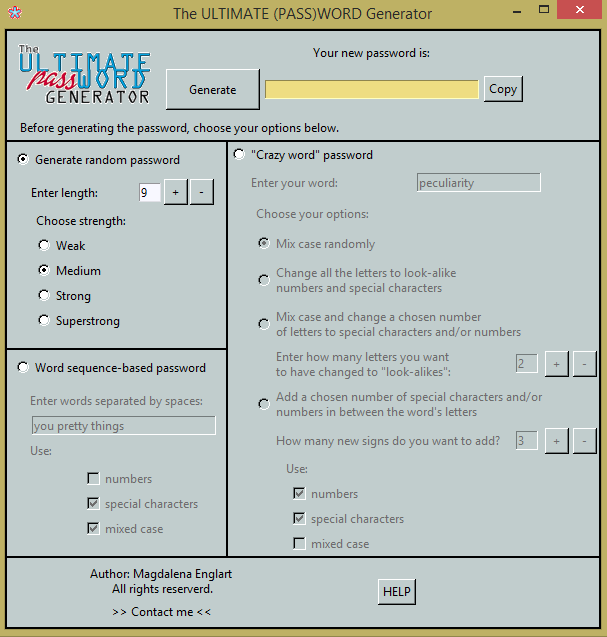 The ULTIMATE (PASS)WORD Generator
The
ULTIMATE
passWORD
GENERATOR
Your new password is:
Generate
Copy
Before generating the password, choose your options below.
Generate random password
Enter length:
9
+
-
Choose strength:
Weak
Medium
Strong
Superstrong
Word sequence-based password
Enter words separated by spaces:
you pretty things
Use:
numbers
special characters
mixed case
"Crazy word" password
Enter your word:
peculiarity
Choose your options:
Mix case randomly
Change all the letters to look-alike
numbers and special characters
Mix case and change a chosen number
of letters to special characters and/or numbers
Enter how many letters you want
to have changed to "look-alikes":
2
+
-
Add a chosen number of special characters and/or
numbers in between the word's letters
How many new signs do you want to add?
3
+
-
Use:
numbers
special characters
mixed case
Author: Magdalena Englart
All rights reserverd.
>> Contact me <<
HELP